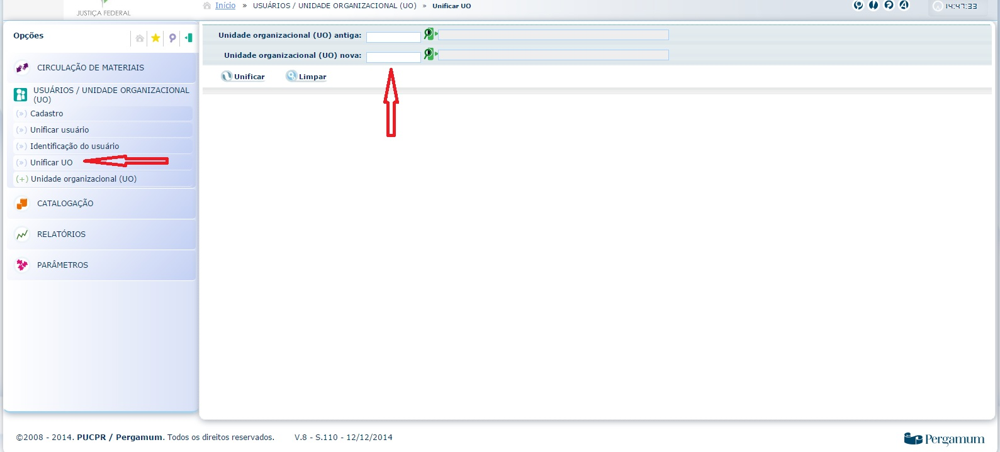 JUSTIÇA FEDERAL
Início » USUÁRIOS / UNIDADE ORGANIZACIONAL (UO) » Unificar UO
14:47:33
Opções
CIRCULAÇÃO DE MATERIAIS
USUÁRIOS / UNIDADE ORGANIZACIONAL
(UO)
(») Cadastro
(») Unificar usuário
(») Identificação do usuário
(») Unificar UO
(+) Unidade organizacional (UO)
CATALOGAÇÃO
RELATÓRIOS
PARÂMETROS
Unidade organizacional (UO) antiga:
Unidade organizacional (UO) nova:
Unificar Limpar
©2008 - 2014. PUCPR / Pergamum. Todos os direitos reservados. V.8 - S.110 - 12/12/2014
Pergamum